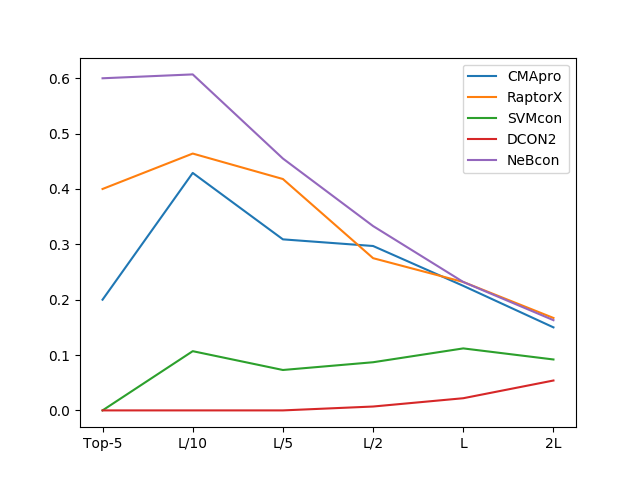 0.6
0.5
0.4
0.3
0.2
0.1
0.0
Top-5 L/10 L/5 L/2 L 2L
CMApro
RaptorX
SVMcon
DCON2
NeBcon